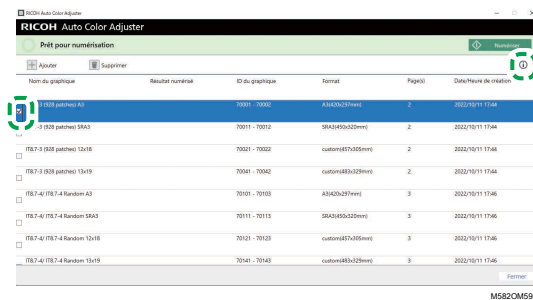 RICOH Auto Color Adjuster
RICOH Auto Color Adjuster
Prêt pour numérisation
Numériser
Ajouter Supprimer
Nom du graphique Résultat numérisé ID du graphique Format Page(s) Date/Heure de création
-3 (928 patches) A3 70001 - 70002 A3(420x297mm) 2 2022/10/11 17:44
-3 (928 patches) SRA3 70011 - 70012 SRA3(450x320mm) 2 2022/10/11 17:44
IT8.7-3 (928 patches) 12x18 70021 - 70022 custom(457x305mm) 2 2022/10/11 17:44
IT8.7-3 (928 patches) 13x19 70041 - 70042 custom(483x329mm) 2 2022/10/11 17:44
IT8.7-4/ IT8.7-4 Random A3 70101 - 70103 A3(420x297mm) 3 2022/10/11 17:46
IT8.7-4/ IT8.7-4 Random SRA3 70111 - 70113 SRA3(450x320mm) 3 2022/10/11 17:46
IT8.7-4/ IT8.7-4 Random 12x18 70121 - 70123 custom(457x305mm) 3 2022/10/11 17:46
IT8.7-4/ IT8.7-4 Random 13x19 70141 - 70143 custom(483x329mm) 3 2022/10/11 17:46
Fermer
M582OM59